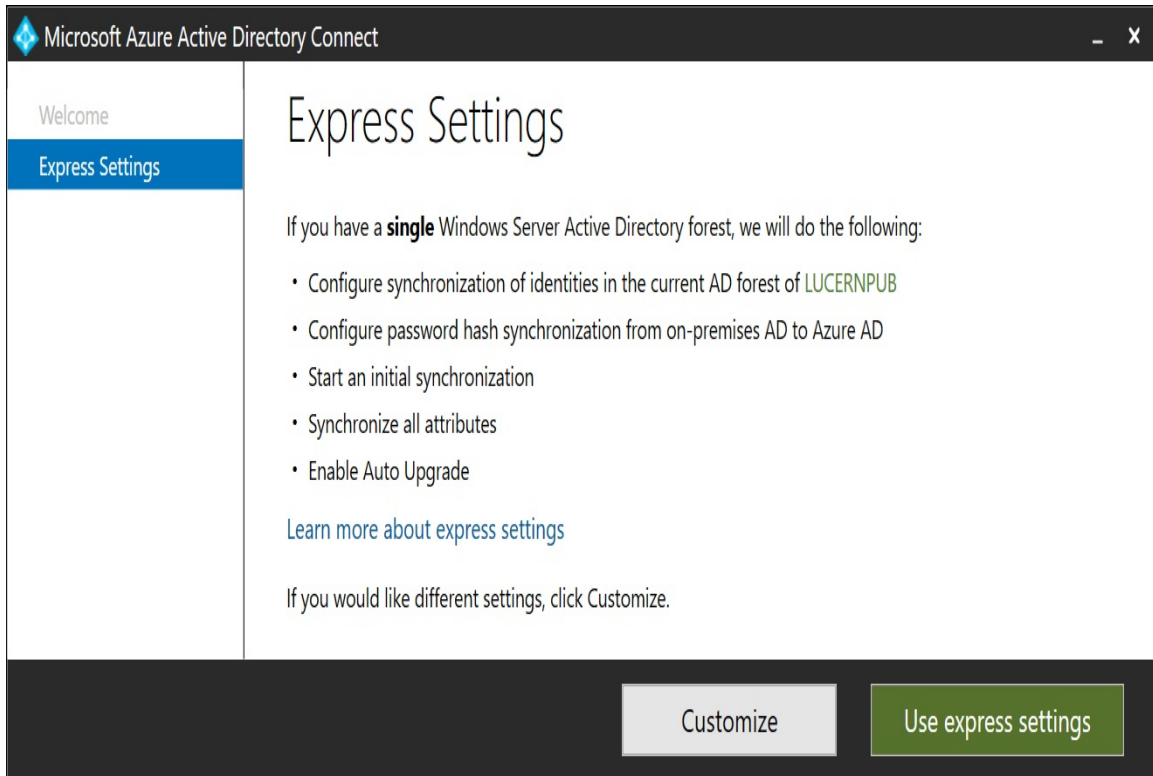 Microsoft Azure Active Directory Connect
Welcome
Express Settings
Express Settings
If you have a single Windows Server Active Directory forest, we will do the following:
• Configure synchronization of identities in the current AD forest of LUCERNPUB
• Configure password hash synchronization from on-premises AD to Azure AD
• Start an initial synchronization
• Synchronize all attributes
• Enable Auto Upgrade
Learn more about express settings
If you would like different settings, click Customize.
Customize
Use express settings